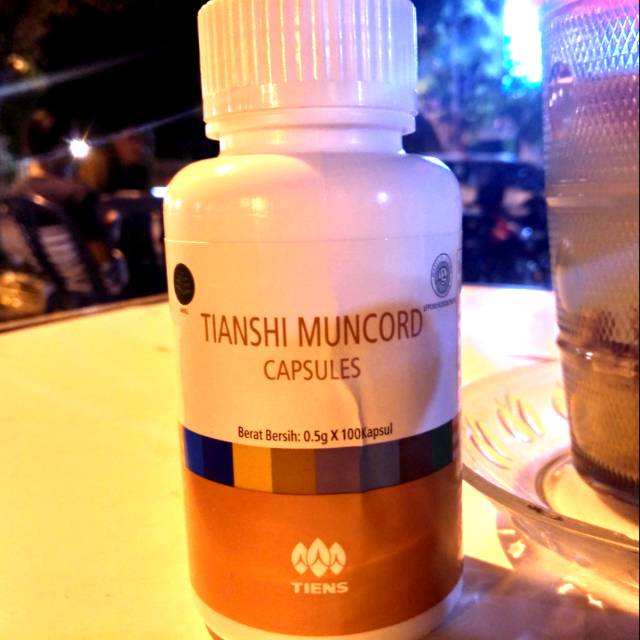 TIANSHI MUNCORD
CAPSULES
Berat Bersih: 0.5g X 100Kapsul
TIENS